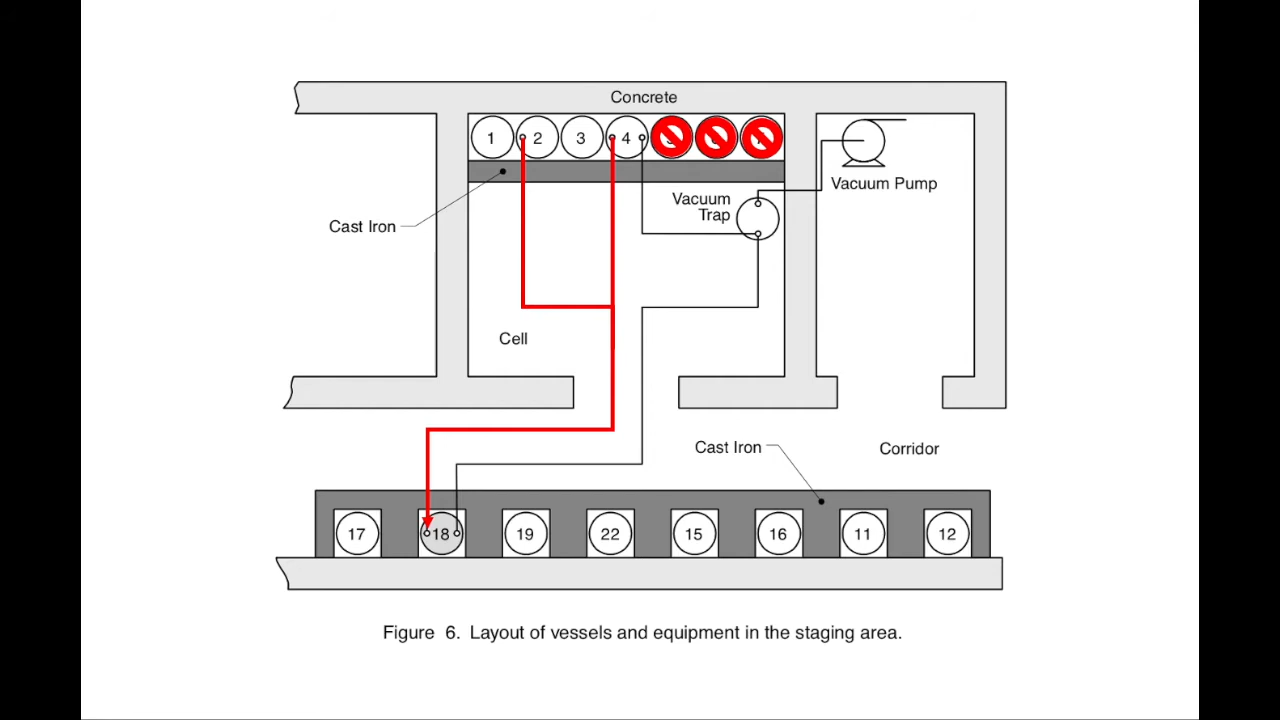 Concrete
1 2 3 4
Vacuum Pump
Vacuum
Trap
Cast Iron
Cell
Cast Iron
Corridor
17 18 19 22 15 16 11 12
Figure 6. Layout of vessels and equipment in the staging area.